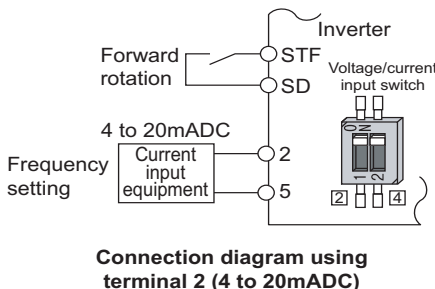 Inverter
Forward
rotation
STF
SD
Voltage/current
input switch
4 to 20mADC
Frequency
setting
Current
input
equipment
2
5
ON
1 2
2 4
Connection diagram using
terminal 2 (4 to 20mADC)